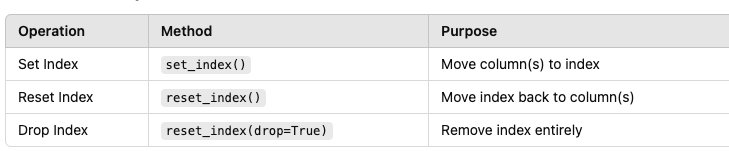 Operation Method Purpose
Set Index set_index() Move column(s) to index
Reset Index reset_index() Move index back to column(s)
Drop Index reset_index(drop=True) Remove index entirely